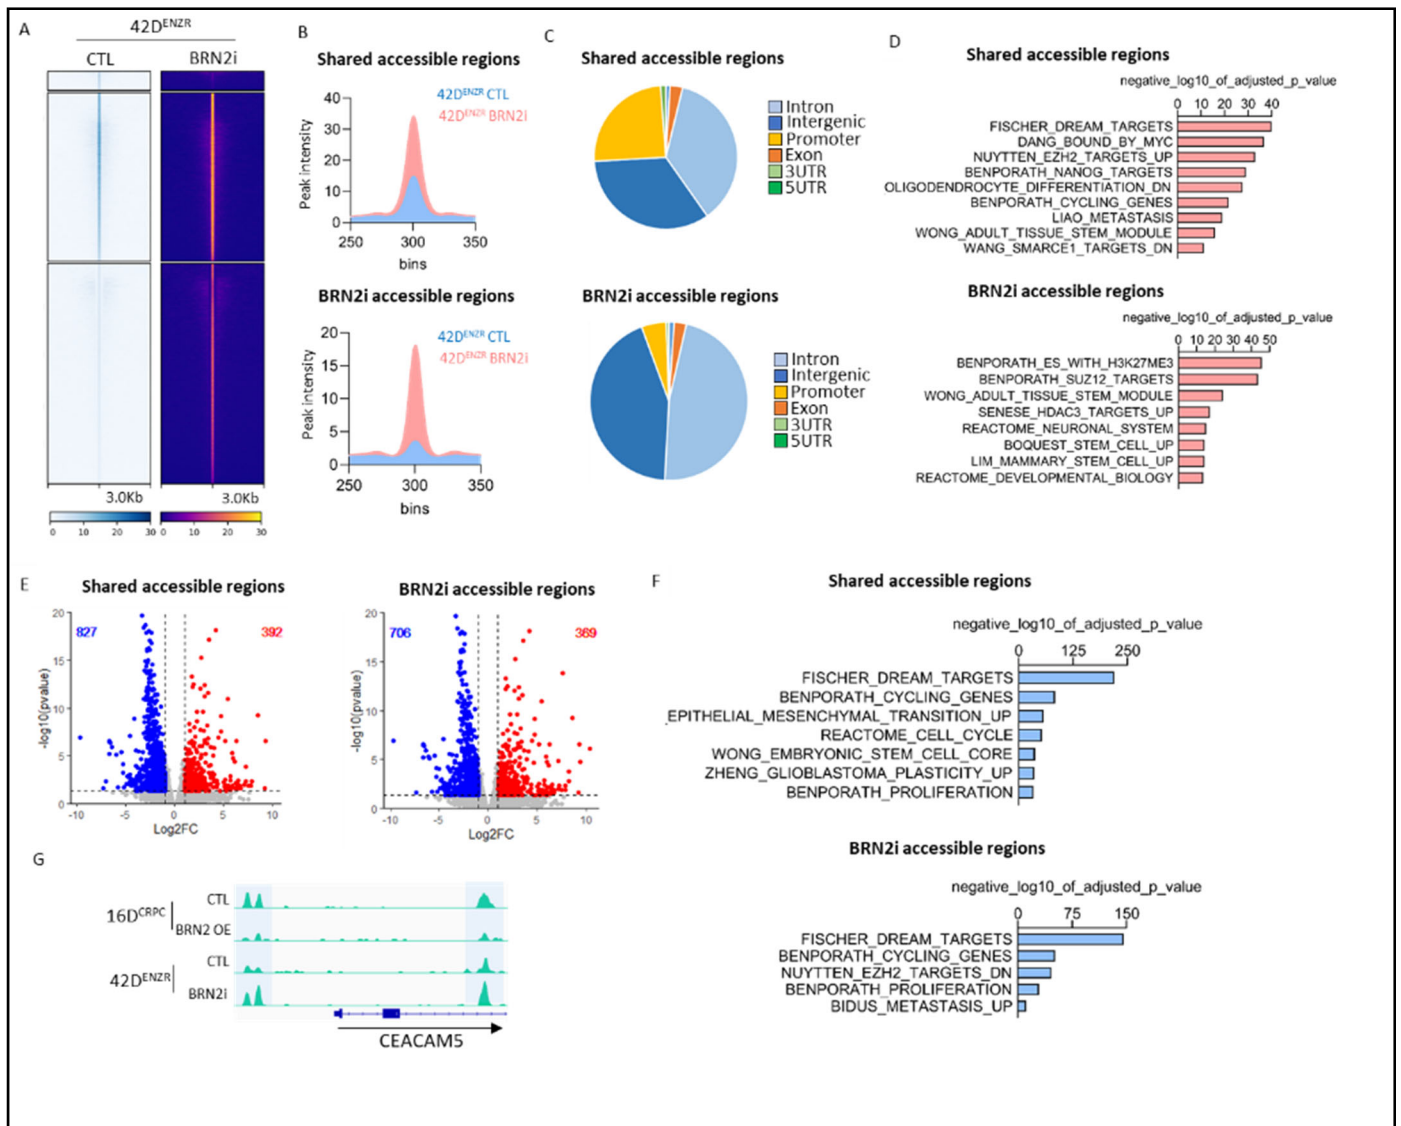 A
42D^ENZR
CTL
BRN2i
3.0Kb
3.0Kb
0 10 20 30
0 10 20 30
B
Shared accessible regions
42D^ENZR CTL
42D^ENZR BRN2i
Peak intensity
40
30
20
10
0
250 300 350
bins
BRN2i accessible regions
42D^ENZR CTL
42D^ENZR BRN2i
Peak intensity
20
15
10
5
0
250 300 350
bins
C
Shared accessible regions
Intron
Intergenic
Promoter
Exon
3UTR
5UTR
BRN2i accessible regions
Intron
Intergenic
Promoter
Exon
3UTR
5UTR
D
Shared accessible regions
negative_log10_of_adjusted_p_value
0 10 20 30 40
FISCHER_DREAM_TARGETS
DANG_BOUND_BY_MYC
NUYTTEN_EZH2_TARGETS_UP
BENPORATH_NANOG_TARGETS
OLIGODENDROCYTE_DIFFERENTIATION_DN
BENPORATH_CYCLING_GENES
LIAO_METASTASIS
WONG_ADULT_TISSUE_STEM_MODULE
WANG_SMARCE1_TARGETS_DN
BRN2i accessible regions
negative_log10_of_adjusted_p_value
0 10 20 30 40 50
BENPORATH_ES_WITH_H3K27ME3
BENPORATH_SUZ12_TARGETS
WONG_ADULT_TISSUE_STEM_MODULE
SENESE_HDAC3_TARGETS_UP
REACTOME_NEURONAL_SYSTEM
BOQUEST_STEM_CELL_UP
LIM_MAMMARY_STEM_CELL_UP
REACTOME_DEVELOPMENTAL_BIOLOGY
E
Shared accessible regions
827
392
-log10(pvalue)
20
15
10
5
0
-10 -5 0 5 10
Log2FC
BRN2i accessible regions
706
369
-log10(pvalue)
20
15
10
5
0
-10 -5 0 5 10
Log2FC
F
Shared accessible regions
negative_log10_of_adjusted_p_value
0 125 250
FISCHER_DREAM_TARGETS
BENPORATH_CYCLING_GENES
_EPITHELIAL_MESENCHYMAL_TRANSITION_UP
REACTOME_CELL_CYCLE
WONG_EMBRYONIC_STEM_CELL_CORE
ZHENG_GLIOBLASTOMA_PLASTICITY_UP
BENPORATH_PROLIFERATION
BRN2i accessible regions
negative_log10_of_adjusted_p_value
0 75 150
FISCHER_DREAM_TARGETS
BENPORATH_CYCLING_GENES
NUYTTEN_EZH2_TARGETS_DN
BENPORATH_PROLIFERATION
BIDUS_METASTASIS_UP
G
16D^CRPC
CTL
BRN2 OE
42D^ENZR
CTL
BRN2i
CEACAM5